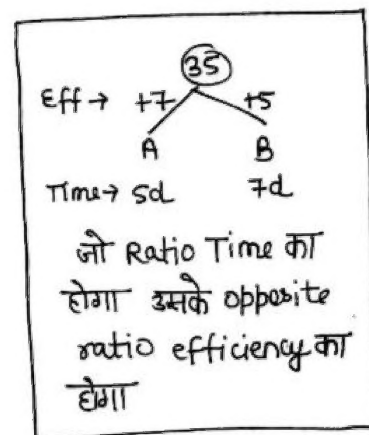 35
Eff → +7 +5
A B
Time → 5d 7d
जो Ratio Time का
होगा उसके opposite
ratio efficiency का
होगा